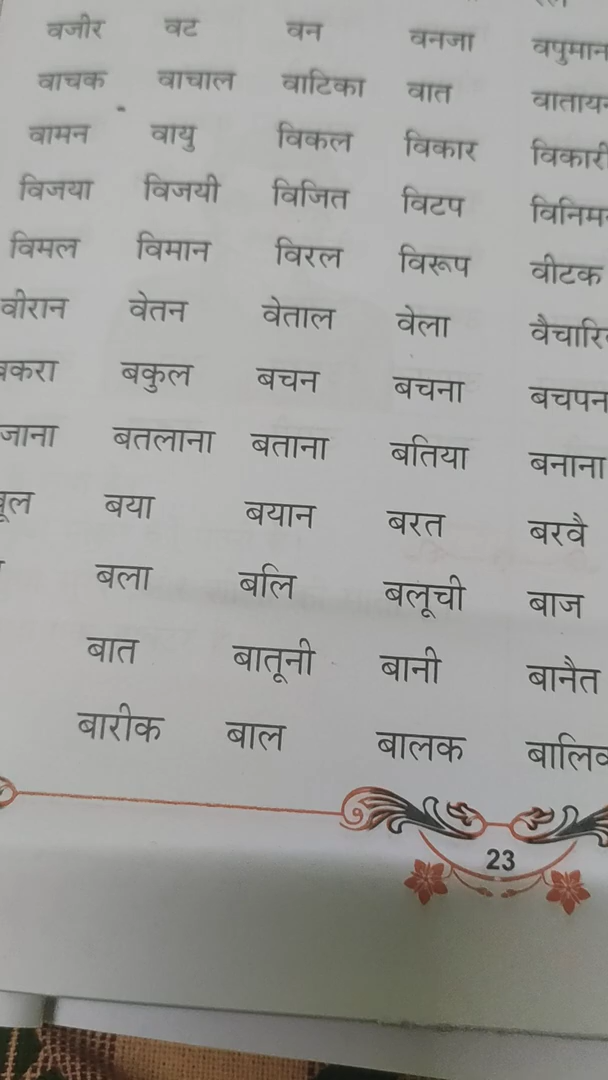 वजीर वट वन वनजा वपुमान
वाचक वाचाल वाटिका वात
वामन वायु विकल विकार विकारी
विजया विजयी विजित विटप
विमल विमान विरल विरूप वीटक
वीरान वेतन वेताल वेला
बकुल बचन बचना बचपन
बतलाना बताना बतिया बनाना
बया बयान बरत बरवै
बला बलि बलूची बाज
बात बातूनी बानी बानैत
बारीक बाल बालक
23